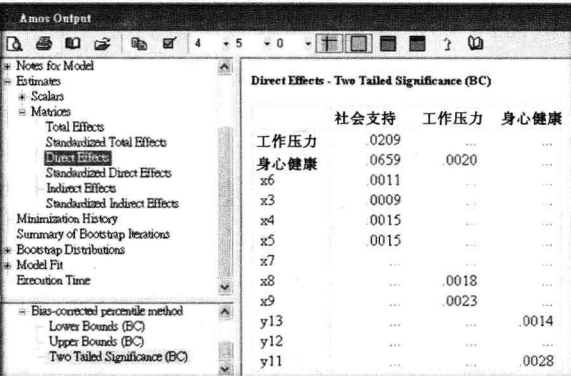 Amos Output
4 5 0
Notes for Model
Estimates
Scalars
Matrices
Total Effects
Standardized Total Effects
Direct Effects
Standardized Direct Effects
Indirect Effects
Standardized Indirect Effects
Minimization History
Summary of Bootstrap Iterations
Bootstrap Distributions
Model Fit
Execution Time
Bias-corrected percentile method
Lower Bounds (BC)
Upper Bounds (BC)
Two Tailed Significance (BC)
Direct Effects - Two Tailed Significance (BC)
社会支持 工作压力 身心健康
工作压力 .0209 ... ...
身心健康 .0659 .0020 ...
x6 .0011 ... ...
x3 .0009 ... ...
x4 .0015 ... ...
x5 .0015 ... ...
x7 ... ... ...
x8 ... .0018 ...
x9 ... .0023 ...
y13 ... ... .0014
y12 ... ... ...
y11 ... ... .0028